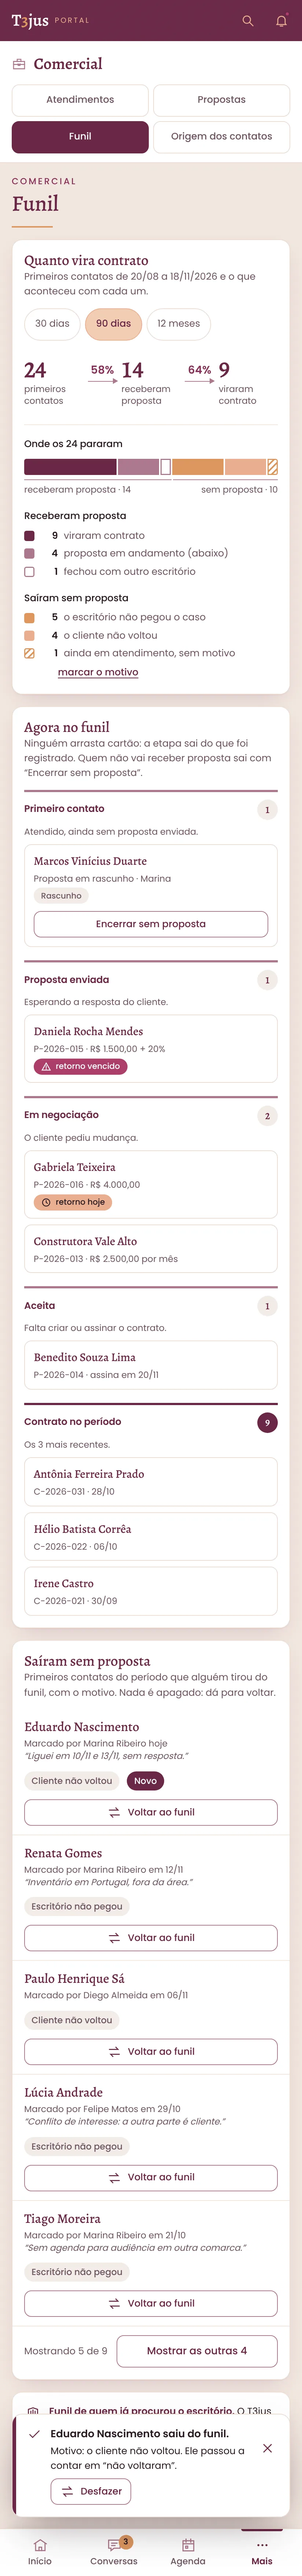 T3jus PORTAL
Comercial
Atendimentos
Propostas
Funil
Origem dos contatos
COMERCIAL
Funil
Quanto vira contrato
Primeiros contatos de 20/08 a 18/11/2026 e o que
aconteceu com cada um.
30 dias
90 dias
12 meses
24
58%
14
64%
9
primeiros
contatos
receberam
proposta
viraram
contrato
Onde os 24 pararam
receberam proposta · 14
sem proposta · 10
Receberam proposta
9 viraram contrato
4 proposta em andamento (abaixo)
1 fechou com outro escritório
Saíram sem proposta
5 o escritório não pegou o caso
4 o cliente não voltou
1 ainda em atendimento, sem motivo
marcar o motivo
Agora no funil
Ninguém arrasta cartão: a etapa sai do que foi
registrado. Quem não vai receber proposta sai com
“Encerrar sem proposta”.
Primeiro contato
1
Atendido, ainda sem proposta enviada.
Marcos Vinícius Duarte
Proposta em rascunho · Marina
Rascunho
Encerrar sem proposta
Proposta enviada
1
Esperando a resposta do cliente.
Daniela Rocha Mendes
P-2026-015 · R$ 1.500,00 + 20%
retorno vencido
Em negociação
2
O cliente pediu mudança.
Gabriela Teixeira
P-2026-016 · R$ 4.000,00
retorno hoje
Construtora Vale Alto
P-2026-013 · R$ 2.500,00 por mês
Aceita
1
Falta criar ou assinar o contrato.
Benedito Souza Lima
P-2026-014 · assina em 20/11
Contrato no período
9
Os 3 mais recentes.
Antônia Ferreira Prado
C-2026-031 · 28/10
Hélio Batista Corrêa
C-2026-022 · 06/10
Irene Castro
C-2026-021 · 30/09
Saíram sem proposta
Primeiros contatos do período que alguém tirou do
funil, com o motivo. Nada é apagado: dá para voltar.
Eduardo Nascimento
Marcado por Marina Ribeiro hoje
“Liguei em 10/11 e 13/11, sem resposta.”
Cliente não voltou
Novo
Voltar ao funil
Renata Gomes
Marcado por Marina Ribeiro em 12/11
“Inventário em Portugal, fora da área.”
Escritório não pegou
Voltar ao funil
Paulo Henrique Sá
Marcado por Diego Almeida em 06/11
Cliente não voltou
Voltar ao funil
Lúcia Andrade
Marcado por Felipe Matos em 29/10
“Conflito de interesse: a outra parte é cliente.”
Escritório não pegou
Voltar ao funil
Tiago Moreira
Marcado por Marina Ribeiro em 21/10
“Sem agenda para audiência em outra comarca.”
Escritório não pegou
Voltar ao funil
Mostrando 5 de 9
Mostrar as outras 4
Funil de quem já procurou o escritório. O T3jus
Eduardo Nascimento saiu do funil.
Motivo: o cliente não voltou. Ele passou a
contar em “não voltaram”.
Desfazer
3
Início
Conversas
Agenda
Mais